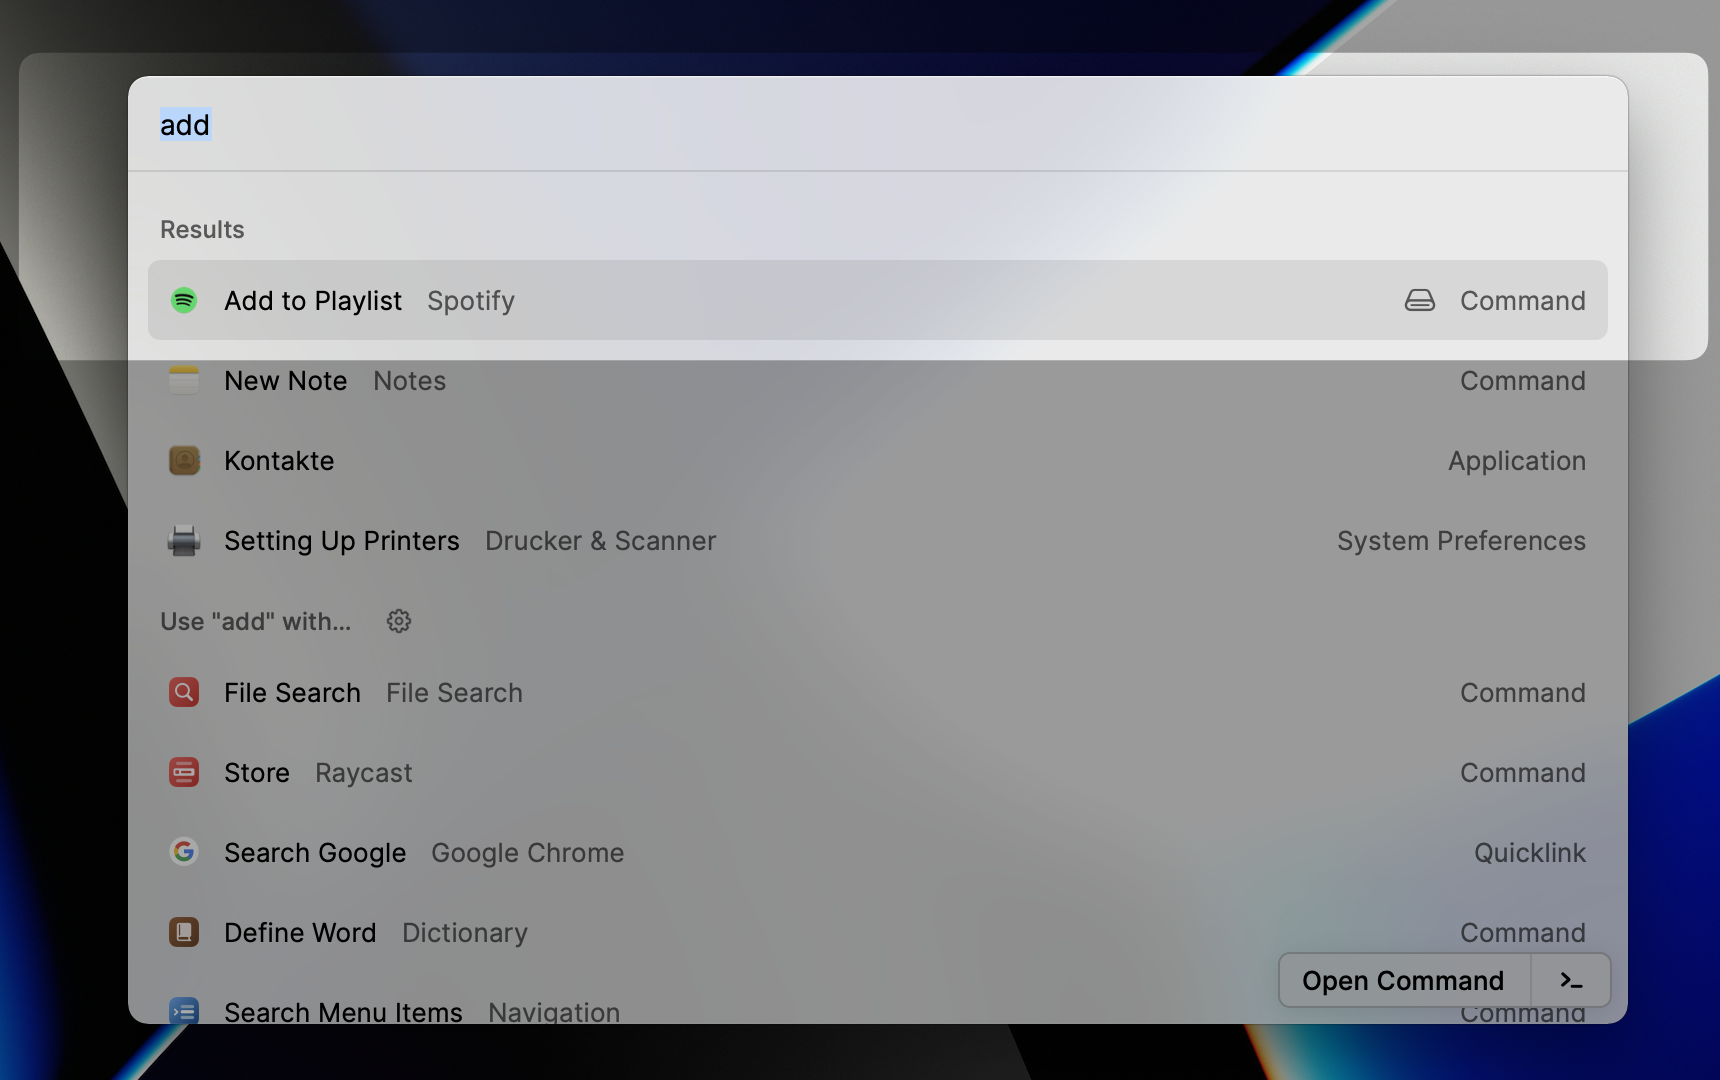 add
Results
Add to Playlist Spotify Command
New Note Notes Command
Kontakte Application
Setting Up Printers Drucker & Scanner System Preferences
Use "add" with...
File Search File Search Command
Store Raycast Command
Search Google Google Chrome Quicklink
Define Word Dictionary Command
Open Command >_
Search Menu Items Navigation Command